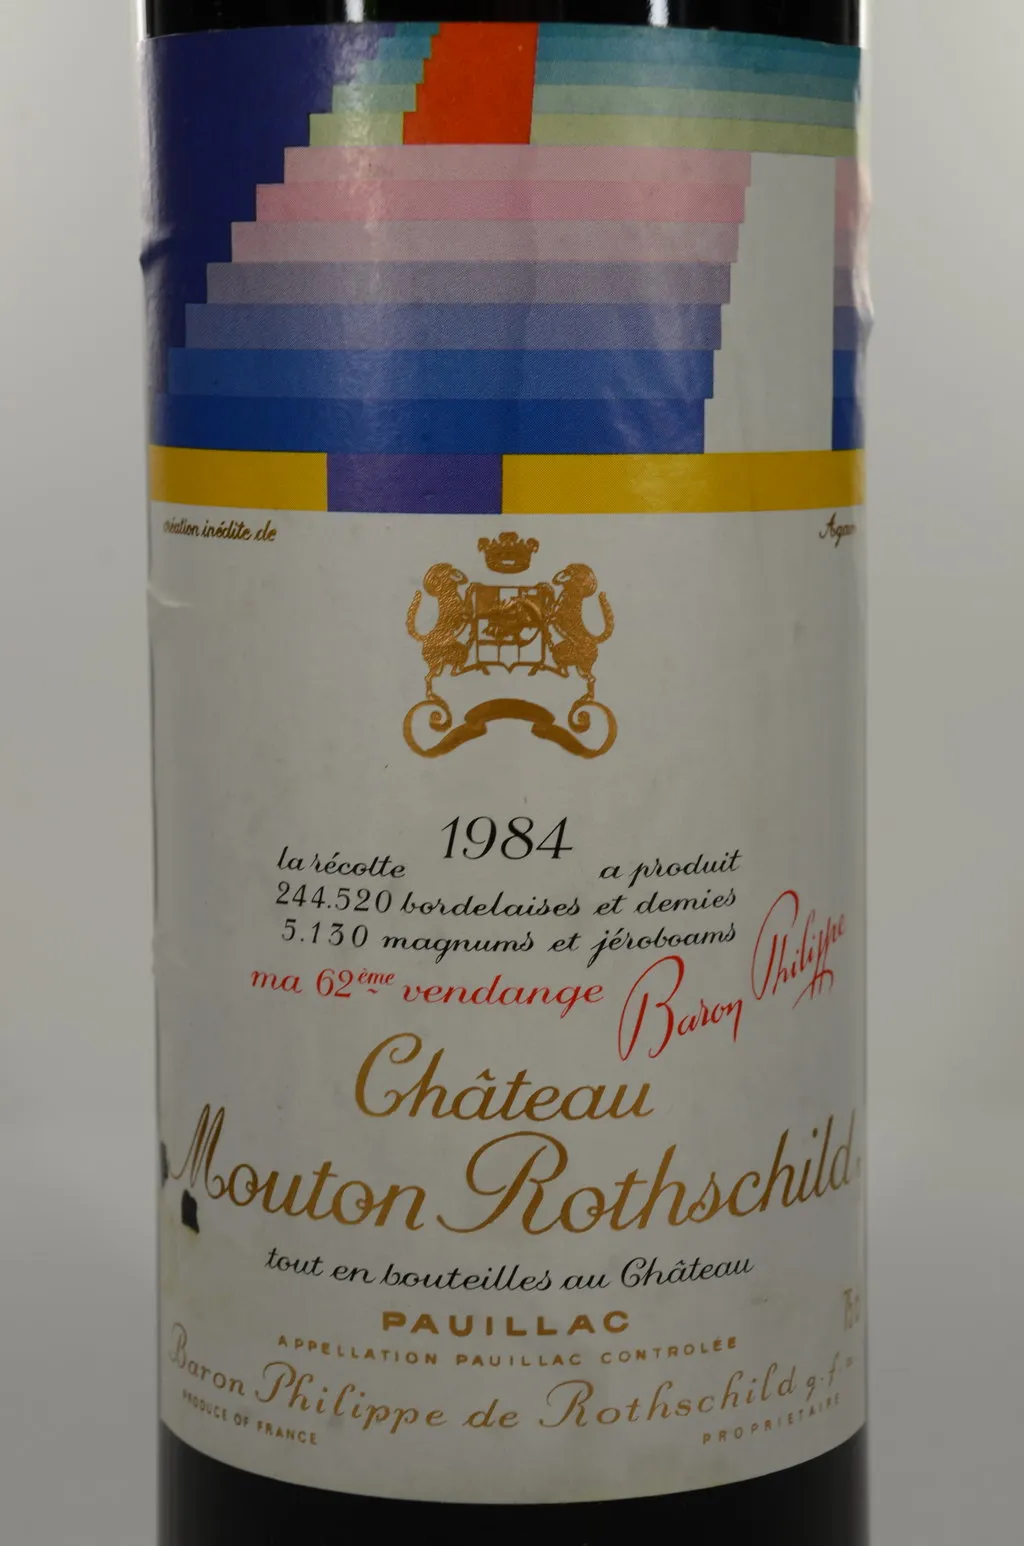 création inédite de
1984
la récolte a produit
244.520 bordelaises et demies
5.130 magnums et jéroboams
ma 62ème vendange
Baron Philippe
Château
Mouton Rothschild
tout en bouteilles au Château
PAUILLAC
APPELLATION PAUILLAC CONTROLÉE
Baron Philippe de Rothschild g.f.a
PRODUCE OF FRANCE
PROPRIETAIRE